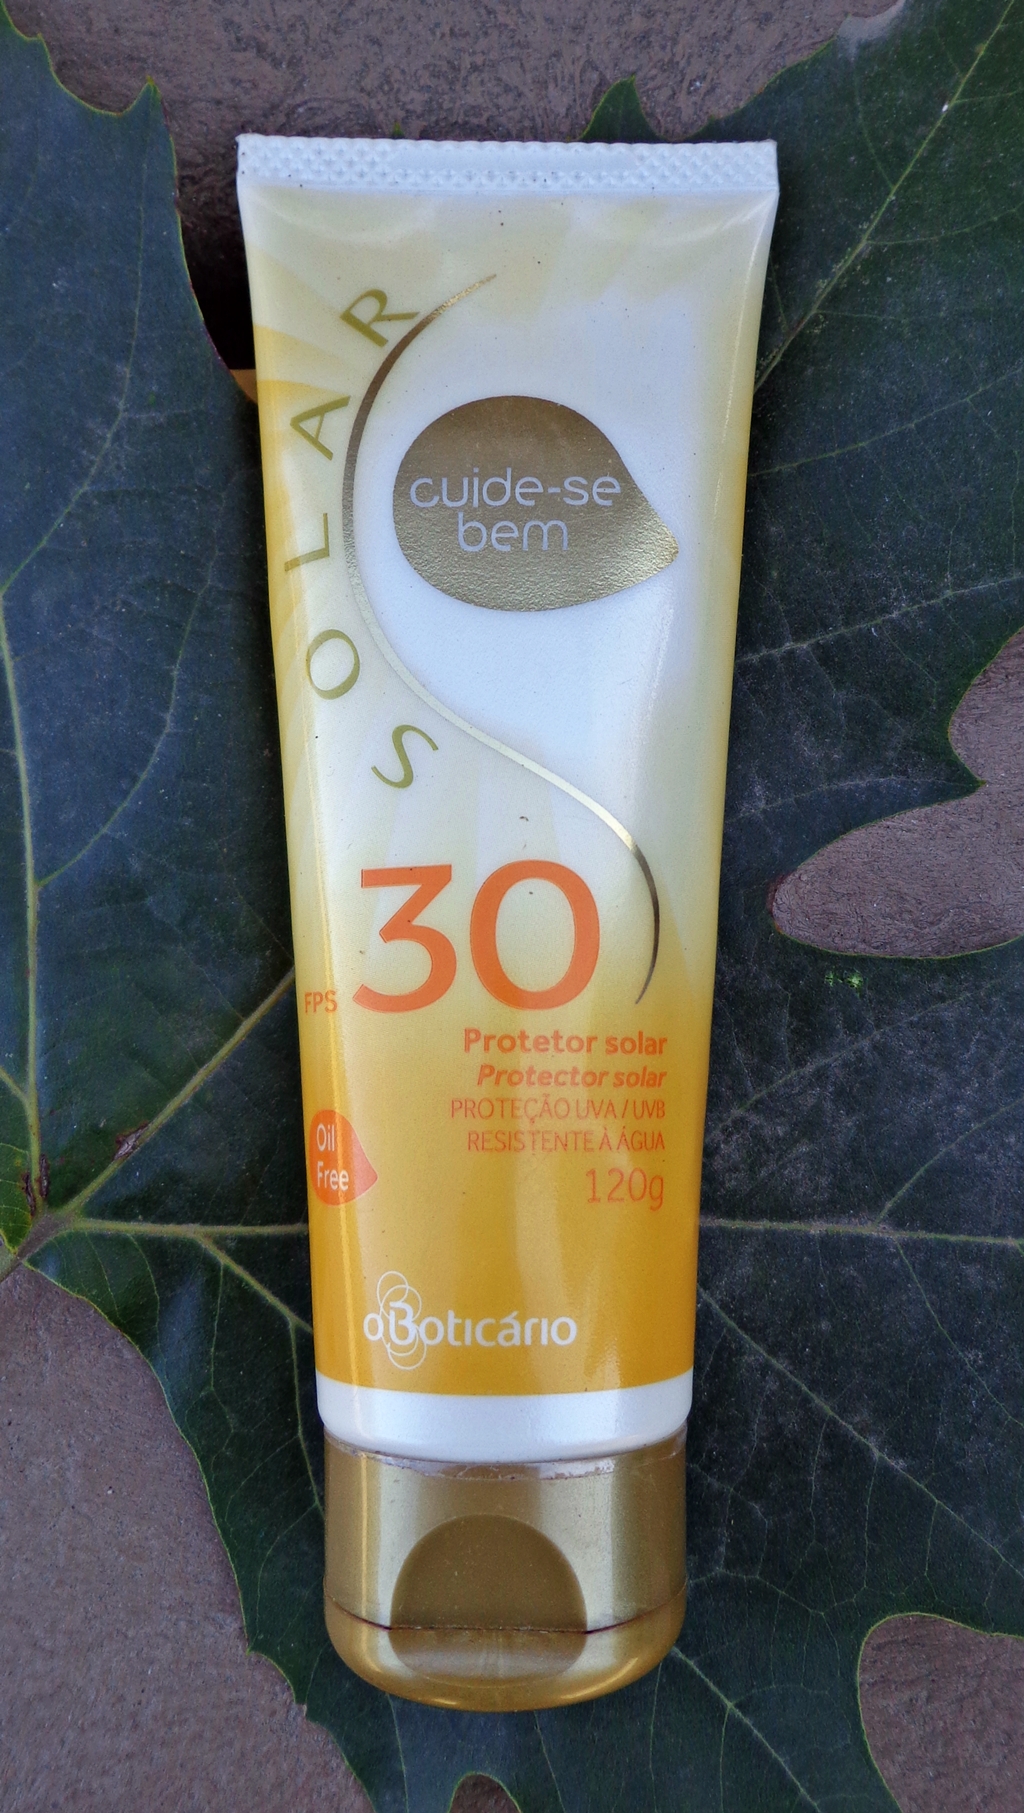 SOLAR
cuide-se
bem
FPS 30
Protetor solar
Protector solar
PROTEÇÃO UVA / UVB
RESISTENTE À ÁGUA
120g
Oil
Free
oBoticário